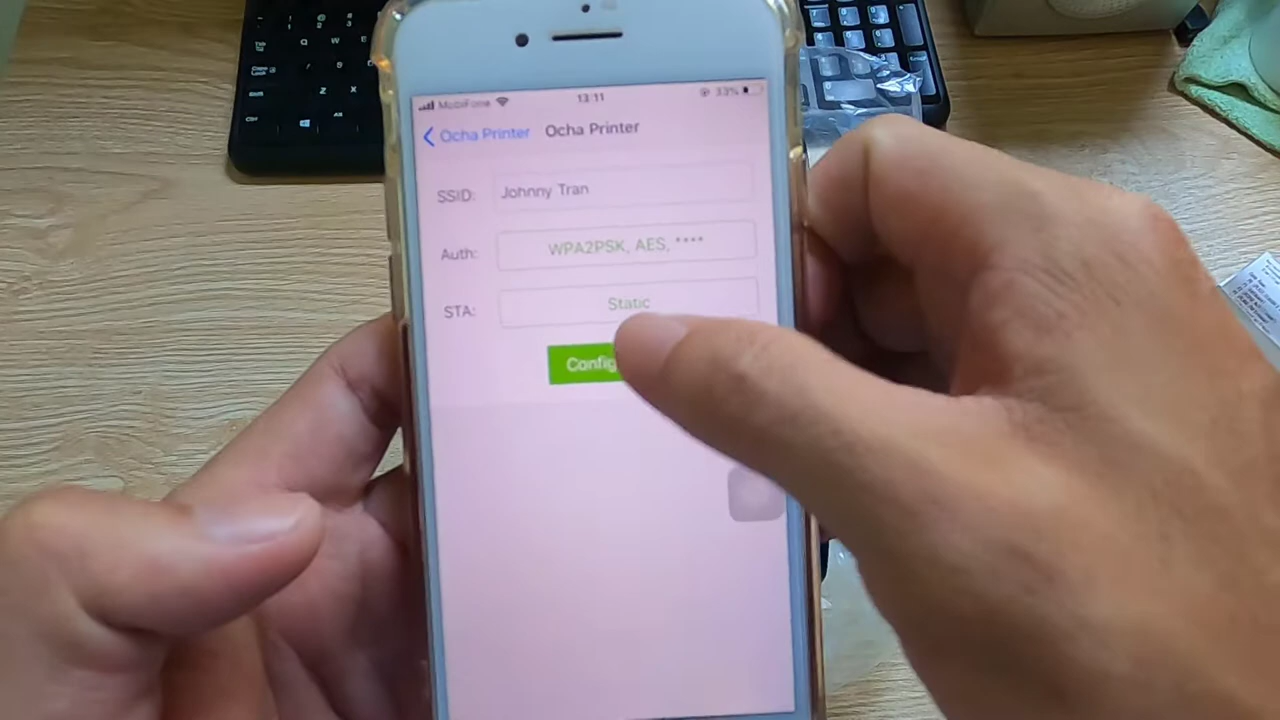 MobiFone 13:11 33%
Ocha Printer Ocha Printer
SSID: Johnny Tran
Auth: WPA2PSK, AES, ****
STA: Static
Config